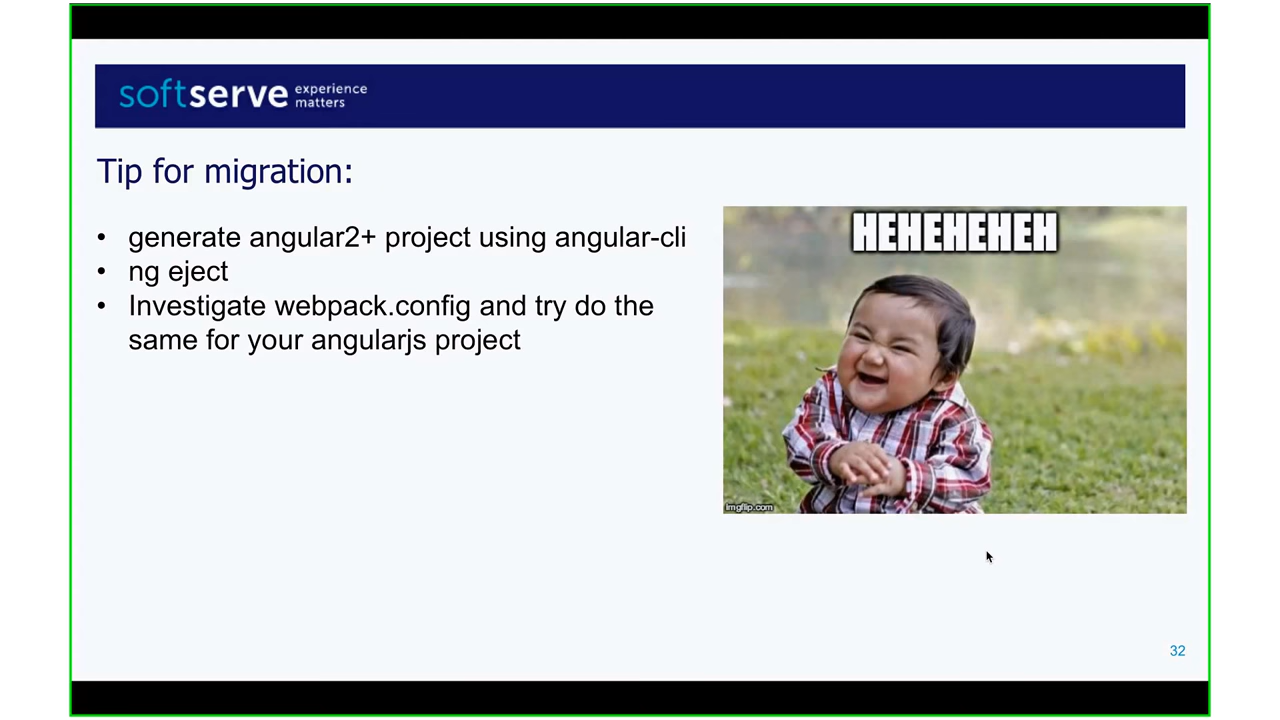 softserve experience
matters
Tip for migration:
• generate angular2+ project using angular-cli
• ng eject
• Investigate webpack.config and try do the
same for your angularjs project
HEHEHEHEH
imgflip.com
32